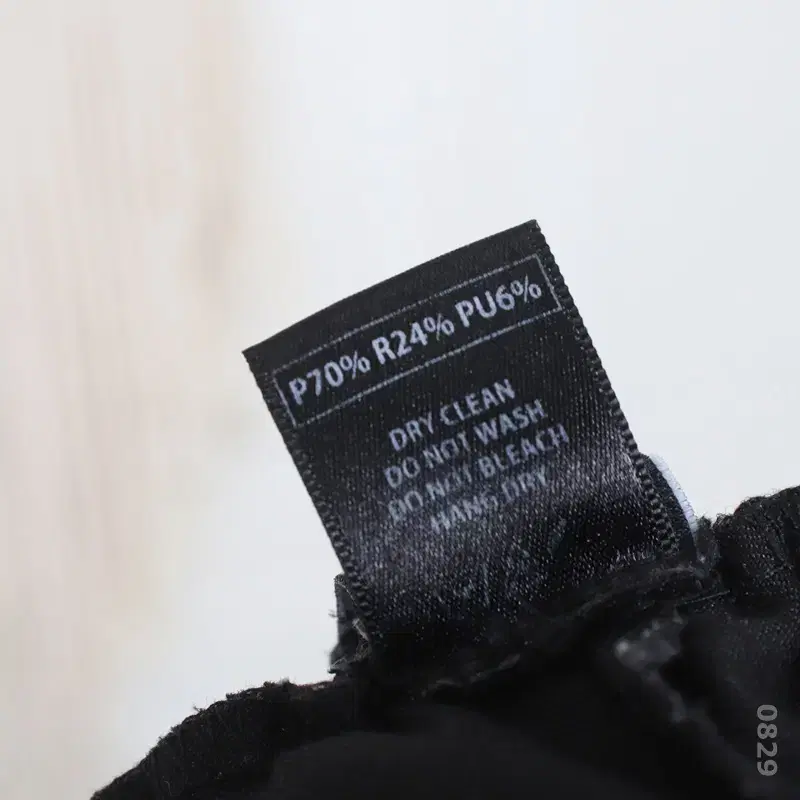 P70% R24% PU6%
DRY CLEAN
DO NOT WASH
DO NOT BLEACH
HANG DRY
0829